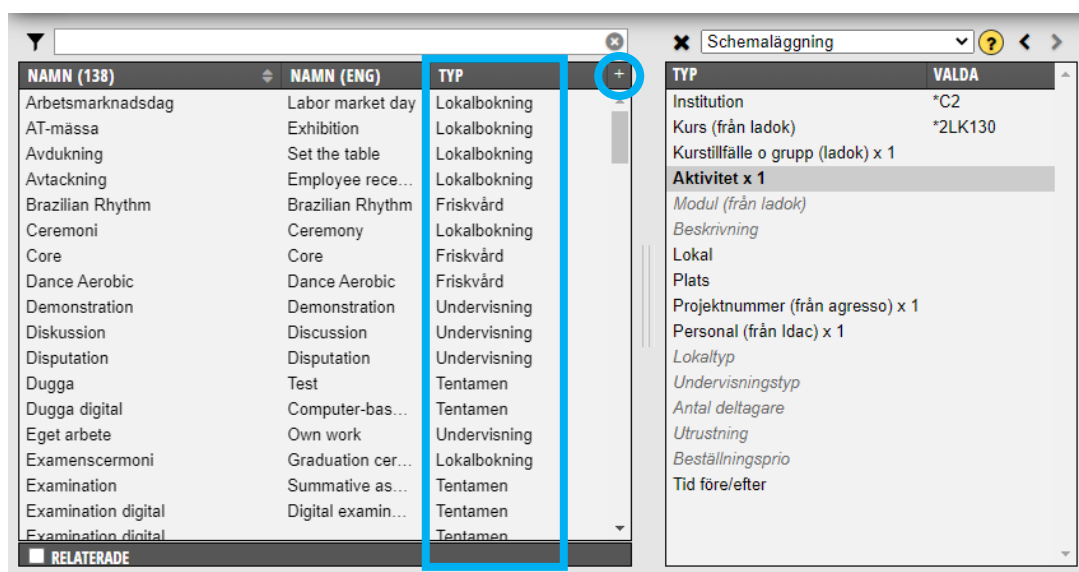 Schemaläggning ?
NAMN (138) NAMN (ENG) TYP +
Arbetsmarknadsdag Labor market day Lokalbokning
AT-mässa Exhibition Lokalbokning
Avdukning Set the table Lokalbokning
Avtackning Employee rece... Lokalbokning
Brazilian Rhythm Brazilian Rhythm Friskvård
Ceremoni Ceremony Lokalbokning
Core Core Friskvård
Dance Aerobic Dance Aerobic Friskvård
Demonstration Demonstration Undervisning
Diskussion Discussion Undervisning
Disputation Disputation Undervisning
Dugga Test Tentamen
Dugga digital Computer-bas... Tentamen
Eget arbete Own work Undervisning
Examenscermoni Graduation cer... Lokalbokning
Examination Summative as... Tentamen
Examination digital Digital examin... Tentamen
Examination digital Tentamen
RELATERADE
TYP VALDA
Institution *C2
Kurs (från ladok) *2LK130
Kurstillfälle o grupp (ladok) x 1
Aktivitet x 1
Modul (från ladok)
Beskrivning
Lokal
Plats
Projektnummer (från agresso) x 1
Personal (från Idac) x 1
Lokaltyp
Undervisningstyp
Antal deltagare
Utrustning
Beställningsprio
Tid före/efter